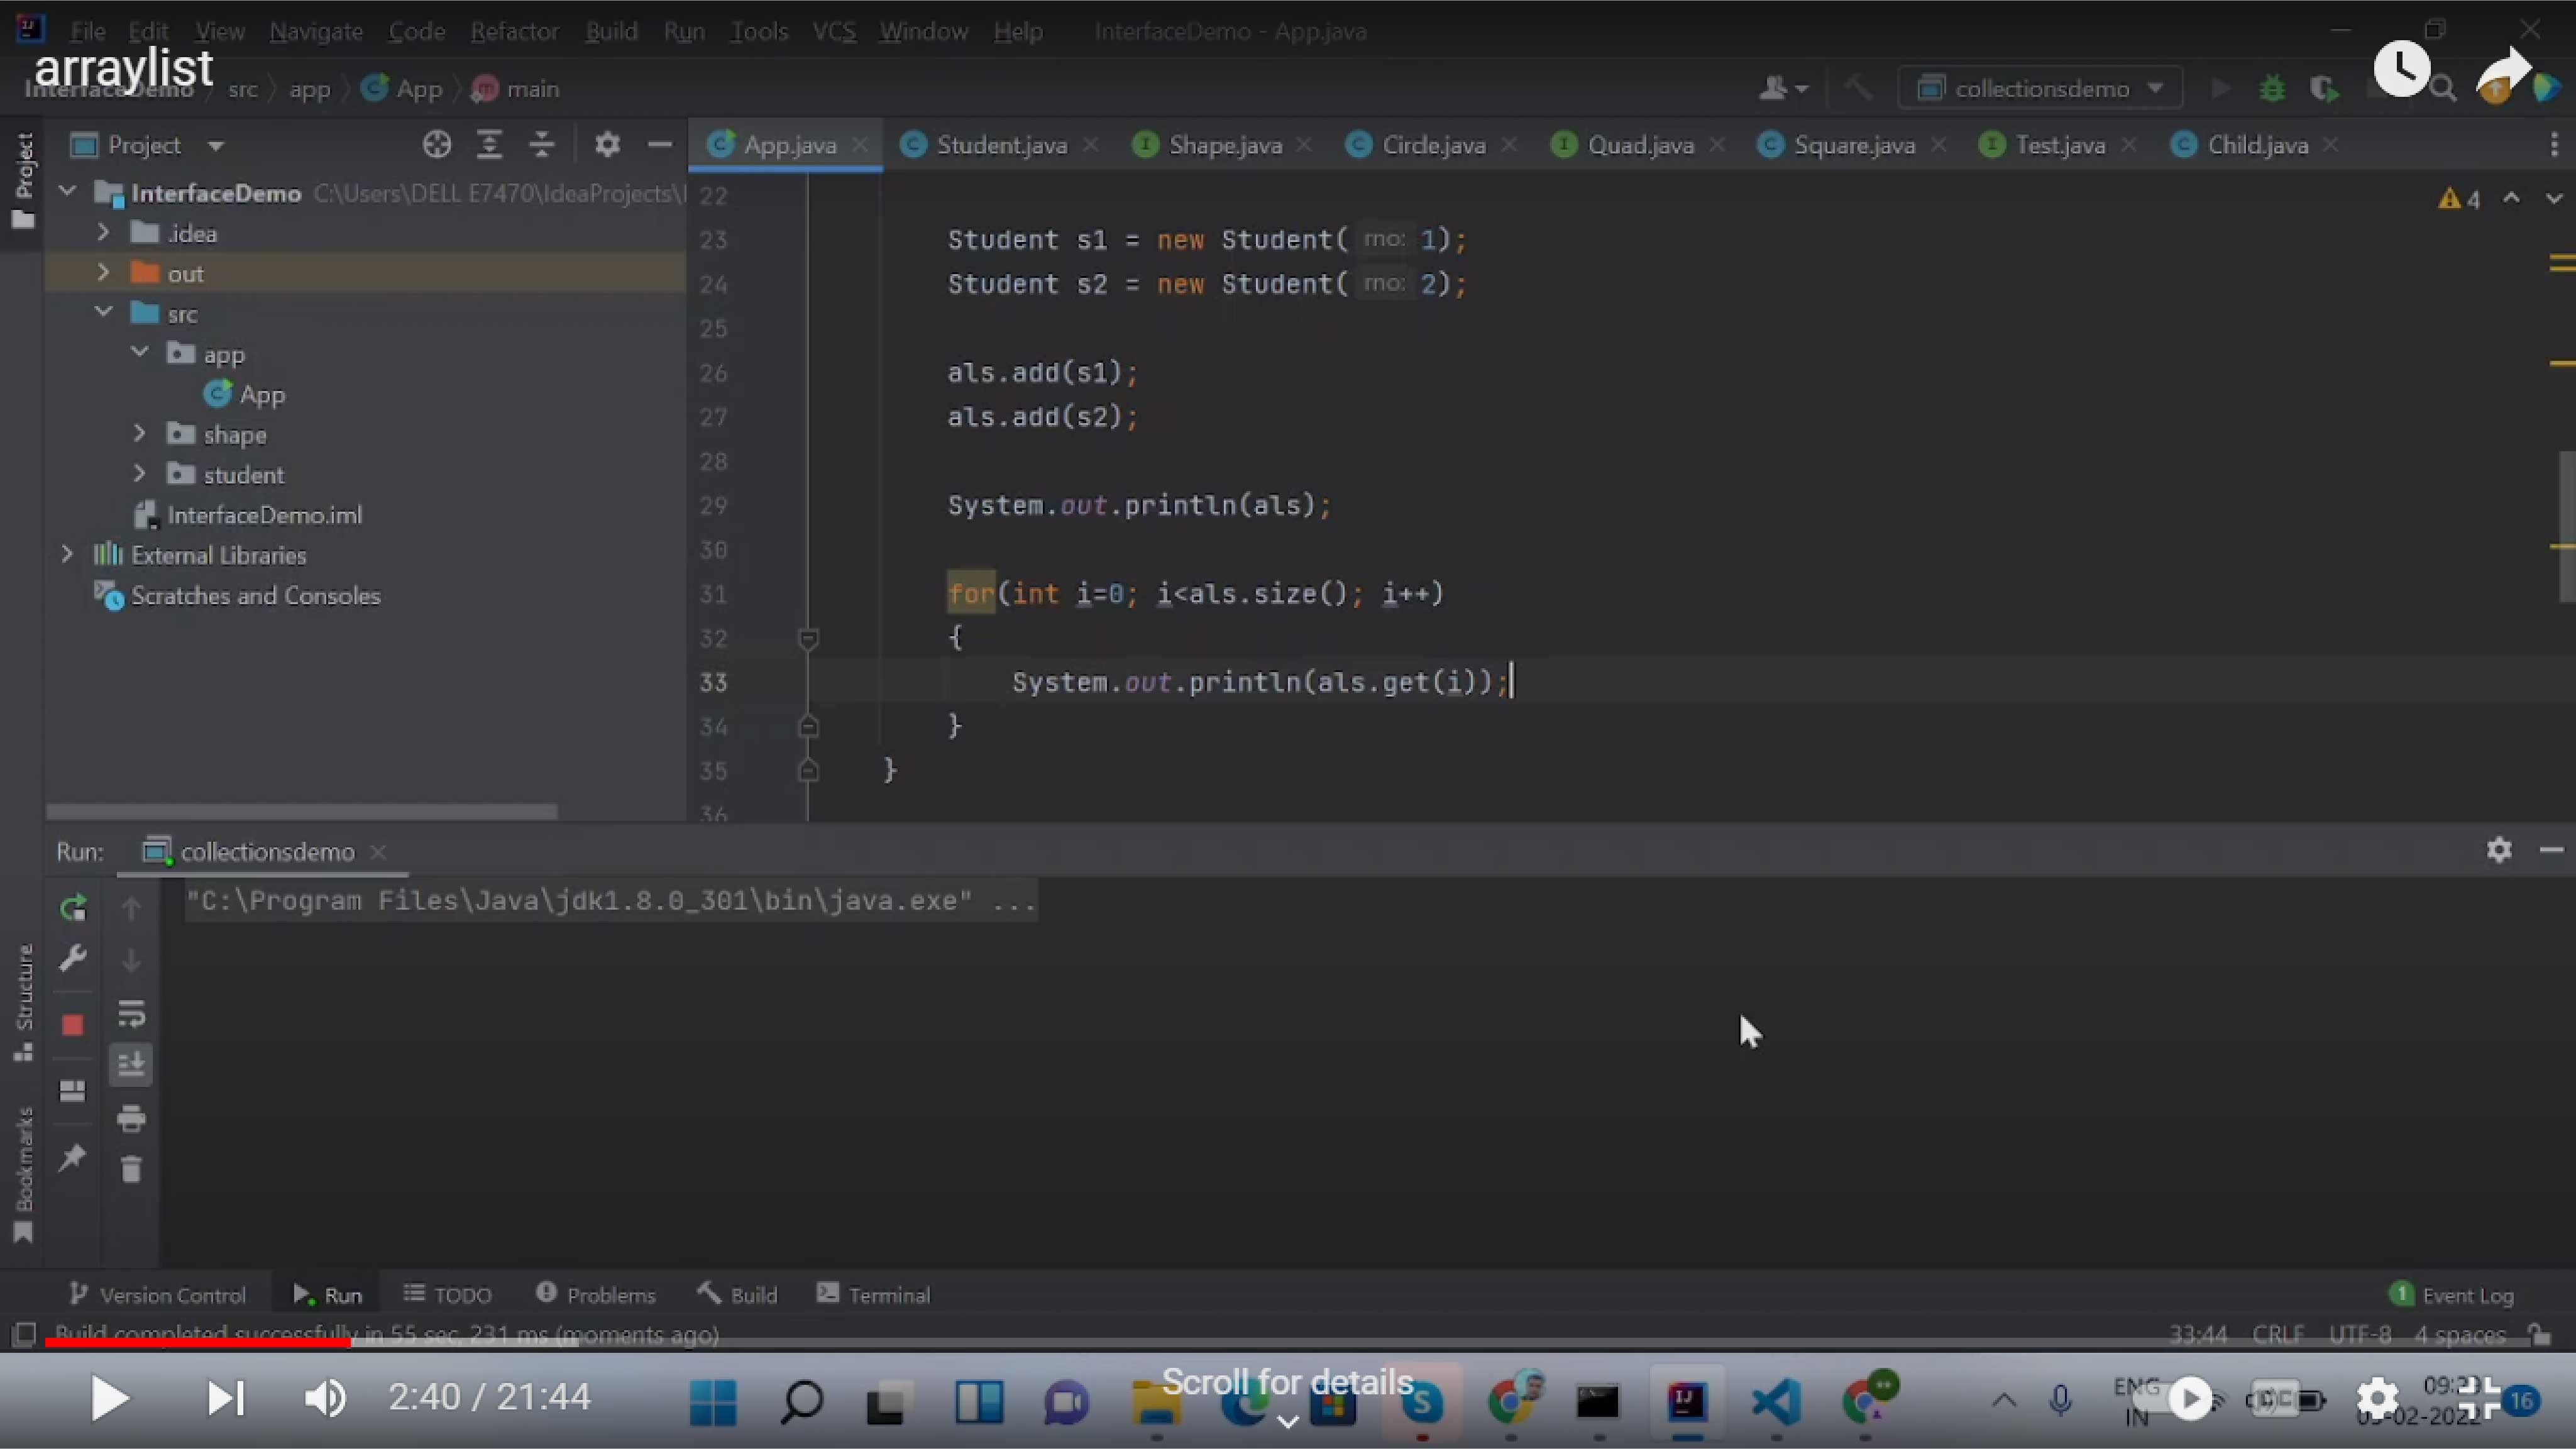 File Edit View Navigate Code Refactor Build Run Tools VCS Window Help InterfaceDemo - App.java
arraylist
InterfaceDemo src app App main
collectionsdemo
Project
Project
App.java Student.java Shape.java Circle.java Quad.java Square.java Test.java Child.java
InterfaceDemo C:\Users\DELL E7470\IdeaProjects\
.idea
out
src
app
App
shape
student
InterfaceDemo.iml
External Libraries
Scratches and Consoles
4
22
23 Student s1 = new Student( rno: 1);
24 Student s2 = new Student( rno: 2);
25
26 als.add(s1);
27 als.add(s2);
28
29 System.out.println(als);
30
31 for(int i=0; i<als.size(); i++)
32 {
33 System.out.println(als.get(i));
34 }
35 }
36
Run: collectionsdemo
"C:\Program Files\Java\jdk1.8.0_301\bin\java.exe" ...
Structure
Bookmarks
Version Control Run TODO Problems Build Terminal 1 Event Log
Build completed successfully in 55 sec, 231 ms (moments ago) 33:44 CRLF UTF-8 4 spaces
2:40 / 21:44
Scroll for details
ENG
IN
16